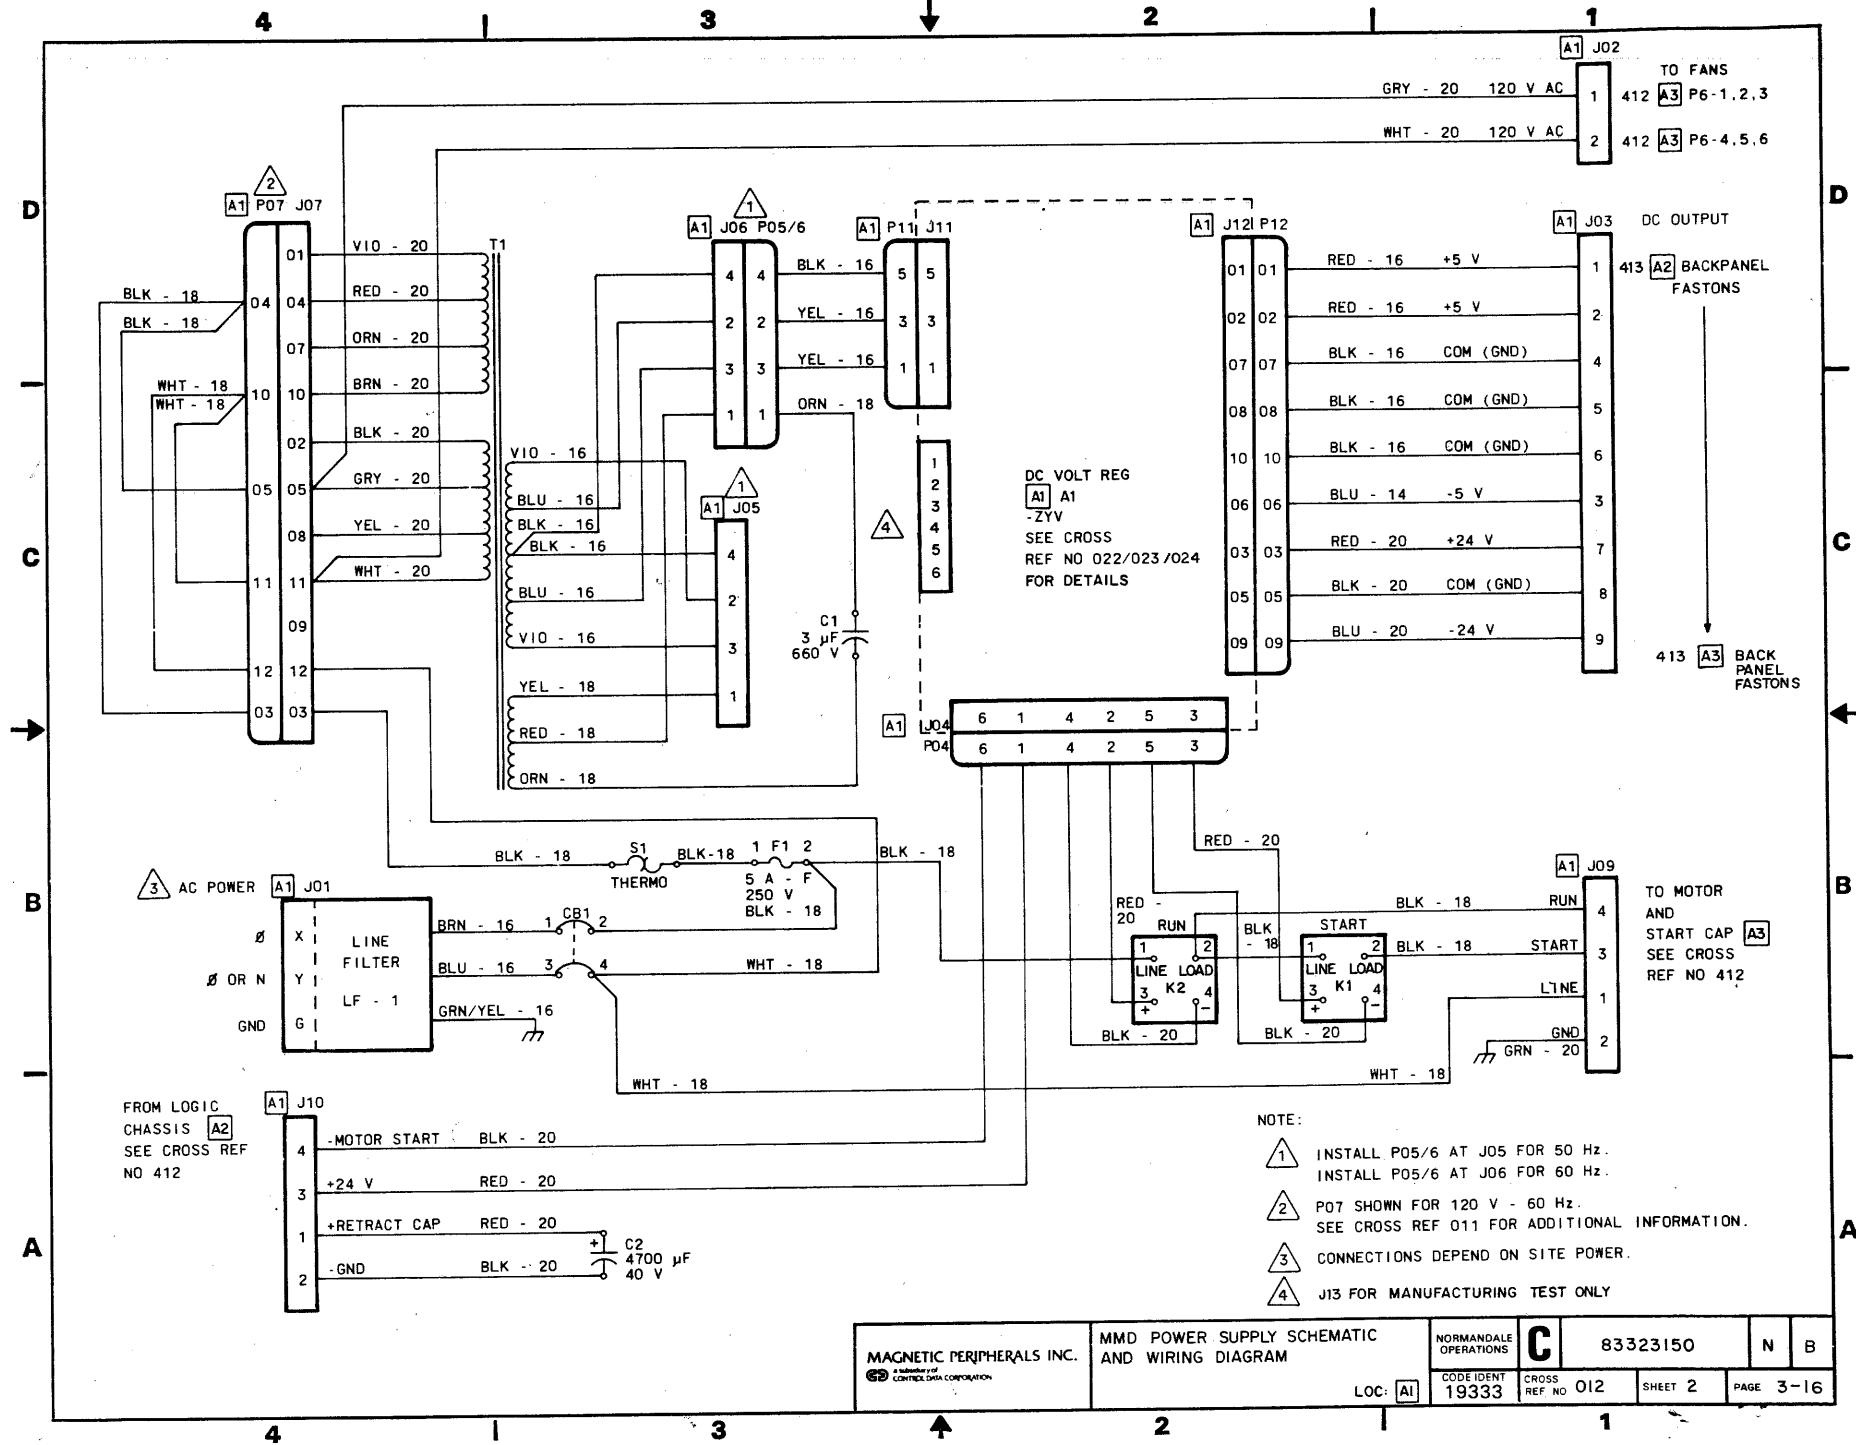 4 3 2 1
A1 J02
TO FANS
GRY - 20 120 V AC 1 412 A3 P6-1,2,3
WHT - 20 120 V AC 2 412 A3 P6-4,5,6
D D
2
A1 P07 J07
01 VIO - 20
BLK - 18 04 04 RED - 20
BLK - 18
07 ORN - 20
WHT - 18 10 10 BRN - 20
WHT - 18
02 BLK - 20
05 05 GRY - 20
08 YEL - 20
11 11 WHT - 20
09
12 12
03 03
T1
VIO - 16
BLU - 16
BLK - 16
BLK - 16
BLU - 16
VIO - 16
YEL - 18
RED - 18
ORN - 18
1
A1 J06 P05/6
4 4 BLK - 16
2 2 YEL - 16
3 3 YEL - 16
1 1 ORN - 18
1
A1 J05
4
2
3
1
C1
3 µF
660 V
A1 P11 J11
5 5
3 3
1 1
4
1
2
3
4
5
6
DC VOLT REG
A1 A1
-ZYV
SEE CROSS
REF NO 022/023/024
FOR DETAILS
A1 J12 P12
01 01 RED - 16 +5 V 1
02 02 RED - 16 +5 V 2
07 07 BLK - 16 COM (GND) 4
08 08 BLK - 16 COM (GND) 5
10 10 BLK - 16 COM (GND) 6
06 06 BLU - 14 -5 V 3
03 03 RED - 20 +24 V 7
05 05 BLK - 20 COM (GND) 8
09 09 BLU - 20 -24 V 9
A1 J03 DC OUTPUT
413 A2 BACKPANEL
FASTONS
413 A3 BACK
PANEL
FASTONS
C C
A1 J04 6 1 4 2 5 3
P04 6 1 4 2 5 3
B B
BLK - 18 S1 BLK-18 1 F1 2 BLK - 18
THERMO
5 A - F
250 V
BLK - 18
3 AC POWER A1 J01
Ø X
Ø OR N Y
GND G
LINE
FILTER
LF - 1
BRN - 16 1 CB1 2
BLU - 16 3 4 WHT - 18
GRN/YEL - 16
WHT - 18
WHT - 18
RED - 20
RED -
20
RUN
1 2
LINE LOAD
3 K2 4
+ -
BLK
- 18
START
1 2
LINE LOAD
3 K1 4
+ -
BLK - 20
BLK - 20
BLK - 18 RUN
BLK - 18 START
LINE
GND
GRN - 20
A1 J09
4
3
1
2
TO MOTOR
AND
START CAP A3
SEE CROSS
REF NO 412
FROM LOGIC
CHASSIS A2
SEE CROSS REF
NO 412
A1 J10
4 -MOTOR START BLK - 20
3 +24 V RED - 20
1 +RETRACT CAP RED - 20
2 -GND BLK - 20
+ C2
4700 µF
40 V
A A
NOTE:
1 INSTALL P05/6 AT J05 FOR 50 Hz.
INSTALL P05/6 AT J06 FOR 60 Hz.
2 P07 SHOWN FOR 120 V - 60 Hz.
SEE CROSS REF 011 FOR ADDITIONAL INFORMATION.
3 CONNECTIONS DEPEND ON SITE POWER.
4 J13 FOR MANUFACTURING TEST ONLY
MAGNETIC PERIPHERALS INC.
a subsidiary of
CONTROL DATA CORPORATION
MMD POWER SUPPLY SCHEMATIC
AND WIRING DIAGRAM
LOC: A1
NORMANDALE
OPERATIONS
C 83323150 N B
CODE IDENT
19333
CROSS
REF NO 012
SHEET 2
PAGE 3-16
4 3 2 1